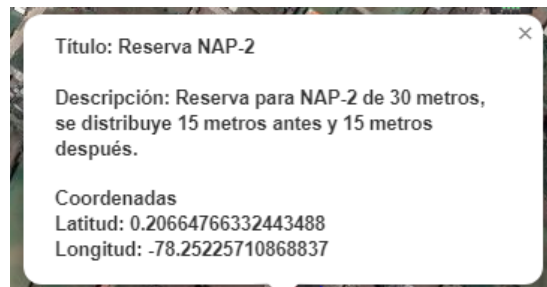 Título: Reserva NAP-2
Descripción: Reserva para NAP-2 de 30 metros,
se distribuye 15 metros antes y 15 metros
después.
Coordenadas
Latitud: 0.20664766332443488
Longitud: -78.25225710868837